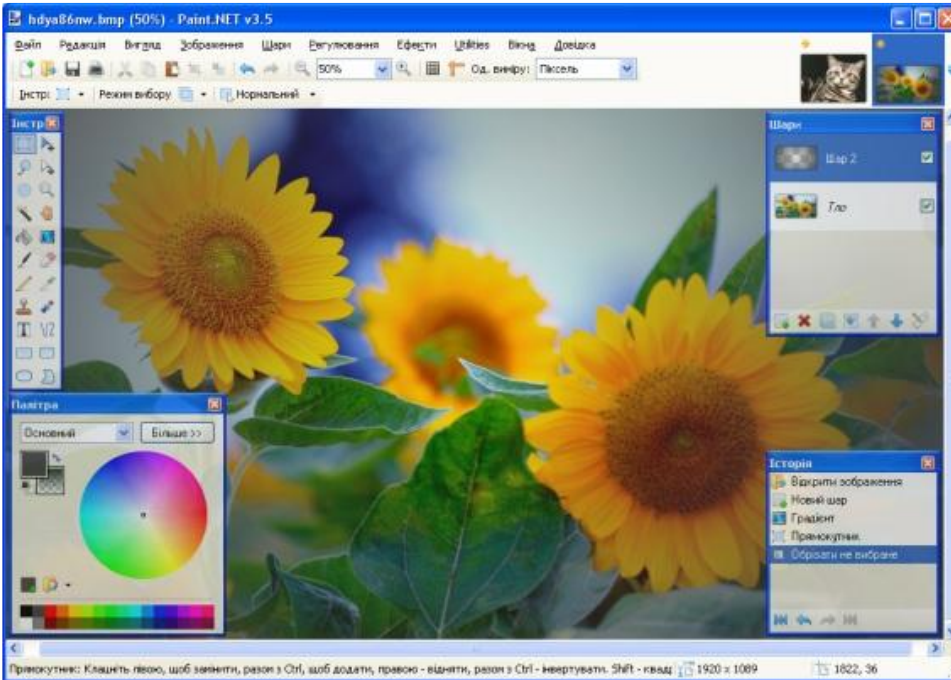 hdya86nw.bmp (50%) - Paint.NET v3.5
Файл Редакція Вигляд Зображення Шари Регулювання Ефекти Utilities Вікна Довідка
50% Од. виміру: Піксель
Інстр: Режим вибору Нормальний
Інстр
Шари
Шар 2
Тло
Палітра
Основний Більше >>
Історія
Відкрити зображення
Новий шар
Градієнт
Прямокутник
Обрізати не вибране
Прямокутник: Клацніть лівою, щоб замінити, разом з Ctrl, щоб додати, правою - відняти, разом з Ctrl - інвертувати. Shift - квад 1920 x 1089 1822, 36